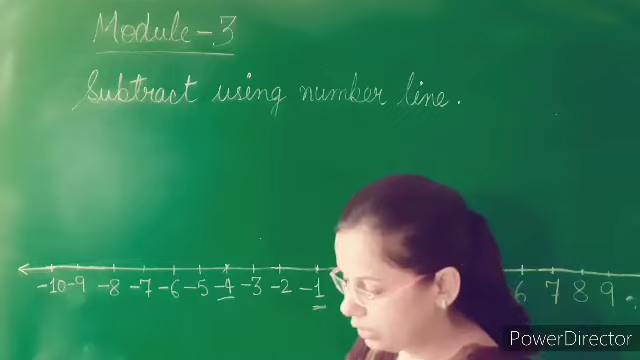 Module-3
Subtract using number line.
-10 -9 -8 -7 -6 -5 -4 -3 -2 -1 6 7 8 9
PowerDirector